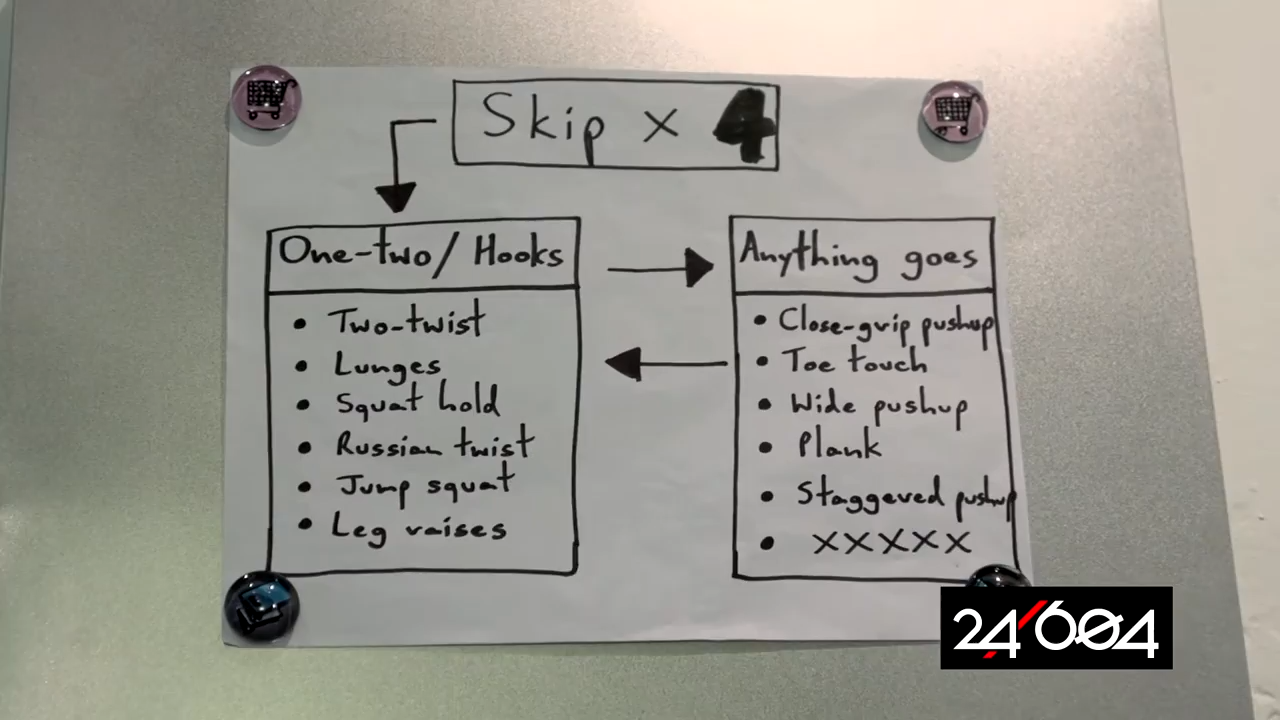 Skip x 4
One-two/ Hooks
• Two-twist
• Lunges
• Squat hold
• Russian twist
• Jump squat
• Leg raises
Anything goes
• Close-grip pushup
• Toe touch
• Wide pushup
• Plank
• Staggered pushup
• XXXXX
24/604